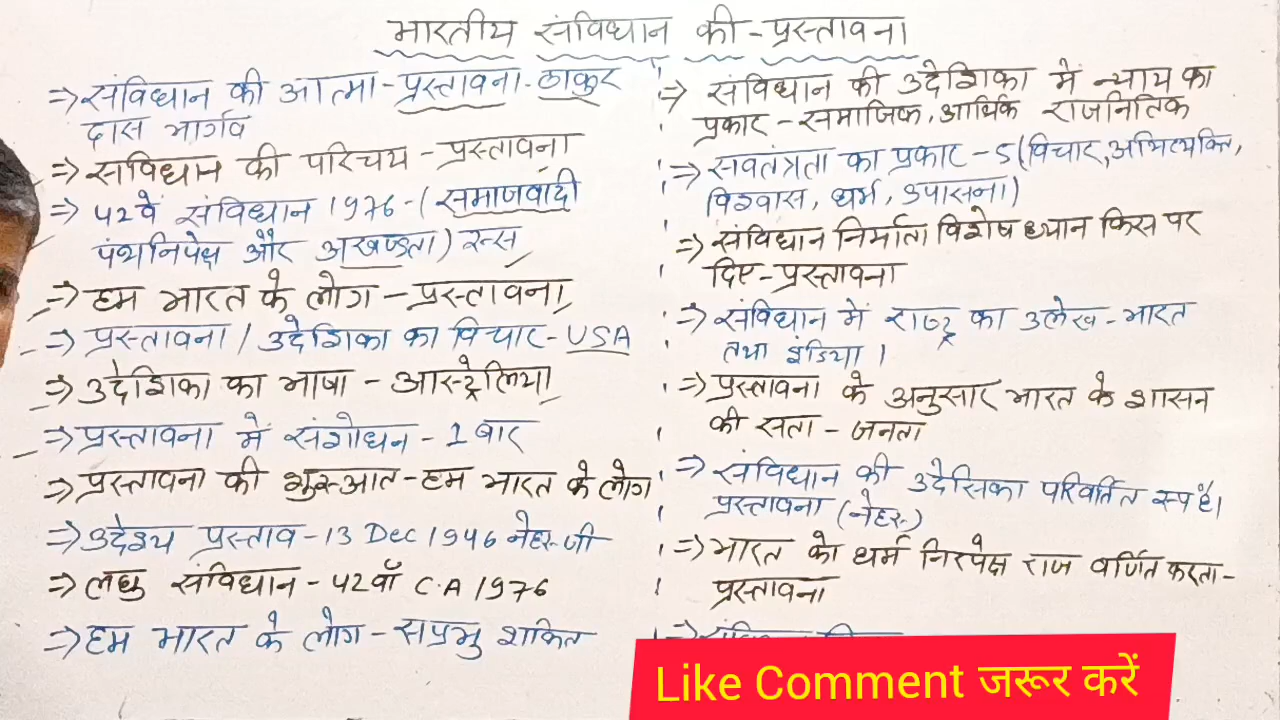 भारतीय संविधान की - प्रस्तावना
⇒ संविधान की आत्मा - प्रस्तावना - ठाकुर
दास भार्गव
⇒ सविधान की परिचय - प्रस्तावना
⇒ 42वें संविधान 1976 - (समाजवादी
पंथनिपेक्ष और अखण्डता)
⇒ हम भारत के लोग - प्रस्तावना
⇒ प्रस्तावना / उदेशिका का विचार - USA
⇒ उदेशिका का भाषा - आस्ट्रेलिया
⇒ प्रस्तावना में संशोधन - 1 बार
⇒ प्रस्तावना की शुरुआत - हम भारत के लोग
⇒ उदेश्य प्रस्ताव - 13 Dec 1946 नेहरू जी
⇒ लघु संविधान - 42वाँ C.A 1976
⇒ हम भारत के लोग - सप्रभु शक्ति
⇒ संविधान की उदेशिका में न्याय का
प्रकार - समाजिक, आर्थिक राजनितिक
⇒ सवतंत्रता का प्रकार - 5 (विचार, अभिव्यक्ति,
विश्वास, धर्म, उपासना)
⇒ संविधान निर्माता विशेष ध्यान किस पर
दिए - प्रस्तावना
⇒ संविधान में राष्ट्र का उलेख - भारत
तथा इंडिया।
⇒ प्रस्तावना के अनुसार भारत के शासन
की सता - जनता
⇒ संविधान की उदेसिका परिवर्तित रुप है।
प्रस्तावना (नेहरू)
⇒ भारत को धर्म निरपेक्ष राज वर्णित करता -
प्रस्तावना
Like Comment जरूर करें